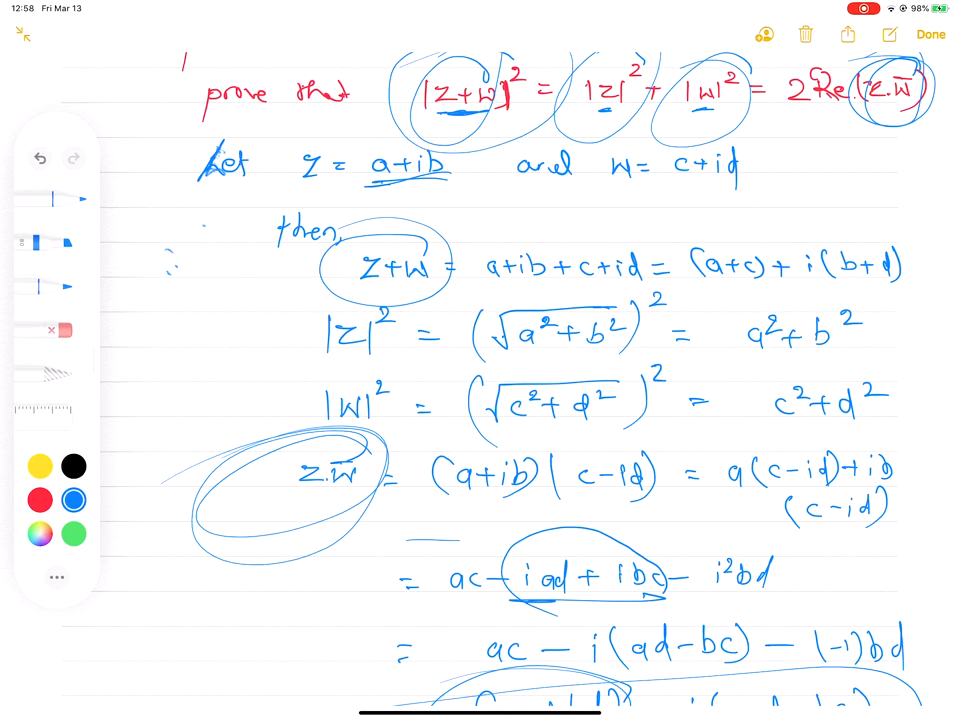 12:58 Fri Mar 13
98%
Done
prove that |z+w|² = |z|² + |w|² = 2Re.(z.w̅)
Let z = a+ib and w = c+id
then,
∴ z+w = a+ib+c+id = (a+c) + i(b+d)
|z|² = (√a²+b²)² = a²+b²
|w|² = (√c²+d²)² = c²+d²
z.w̅ = (a+ib)(c-id) = a(c-id)+ib
(c-id)
= ac - iad + ibc - i²bd
= ac - i(ad-bc) - (-1)bd